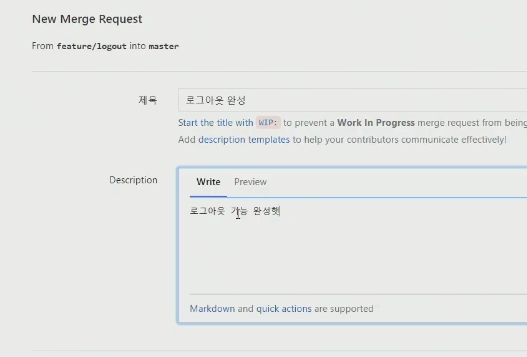 New Merge Request
From feature/logout into master
제목
로그아웃 완성
Start the title with WIP: to prevent a Work In Progress merge request from being
Add description templates to help your contributors communicate effectively!
Description
Write Preview
로그아웃 기능 완성햇
Markdown and quick actions are supported